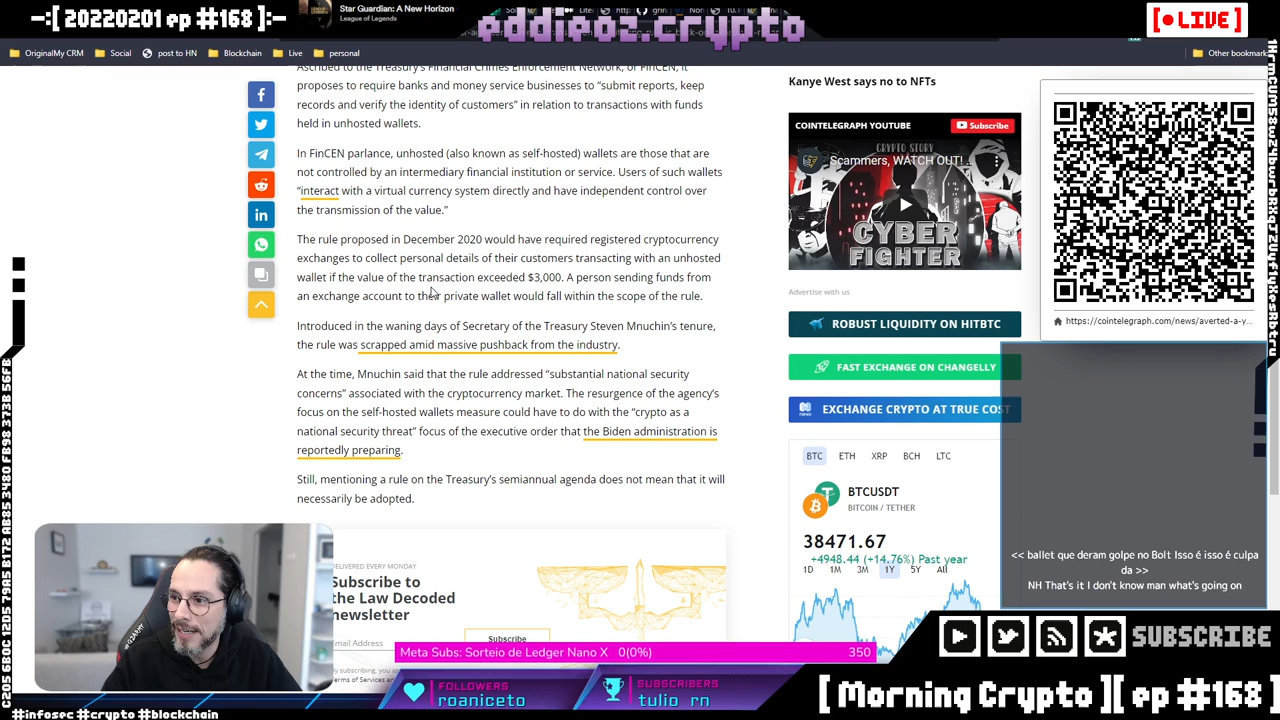 -:[ 20220201 ep #168 ]:-
Star Guardian: A New Horizon
League of Legends
eddieoz.crypto
[ LIVE ]
OriginalMy CRM
Social
post to HN
Blockchain
Live
personal
Other bookmark
Ascribed to the Treasury's Financial Crimes Enforcement Network, or FinCEN, it
proposes to require banks and money service businesses to “submit reports, keep
records and verify the identity of customers” in relation to transactions with funds
held in unhosted wallets.
In FinCEN parlance, unhosted (also known as self-hosted) wallets are those that are
not controlled by an intermediary financial institution or service. Users of such wallets
“interact with a virtual currency system directly and have independent control over
the transmission of the value.”
The rule proposed in December 2020 would have required registered cryptocurrency
exchanges to collect personal details of their customers transacting with an unhosted
wallet if the value of the transaction exceeded $3,000. A person sending funds from
an exchange account to their private wallet would fall within the scope of the rule.
Introduced in the waning days of Secretary of the Treasury Steven Mnuchin's tenure,
the rule was scrapped amid massive pushback from the industry.
At the time, Mnuchin said that the rule addressed “substantial national security
concerns” associated with the cryptocurrency market. The resurgence of the agency's
focus on the self-hosted wallets measure could have to do with the “crypto as a
national security threat” focus of the executive order that the Biden administration is
reportedly preparing.
Still, mentioning a rule on the Treasury's semiannual agenda does not mean that it will
necessarily be adopted.
DELIVERED EVERY MONDAY
Subscribe to
the Law Decoded
newsletter
Email Address
Subscribe
Kanye West says no to NFTs
COINTELEGRAPH YOUTUBE
Subscribe
CRYPTO STORY
Scammers, WATCH OUT! ...
CYBER
FIGHTER
Advertise with us
ROBUST LIQUIDITY ON HITBTC
FAST EXCHANGE ON CHANGELLY
EXCHANGE CRYPTO AT TRUE COST
BTC ETH XRP BCH LTC
BTCUSDT
BITCOIN / TETHER
38471.67
+4948.44 (+14.76%) Past year
1D 1M 3M 1Y 5Y All
https://cointelegraph.com/news/averted-a-y...
<< ballet que deram golpe no Bolt Isso é isso é culpa
da >>
NH That's it I don't know man what's going on
Meta Subs: Sorteio de Ledger Nano X 0(0%) 350
FOLLOWERS
roaniceto
SUBSCRIBERS
tulio_rn
SUBSCRIBE
[ Morning Crypto ][ ep #168 ]
#infosec #crypto #blockchain